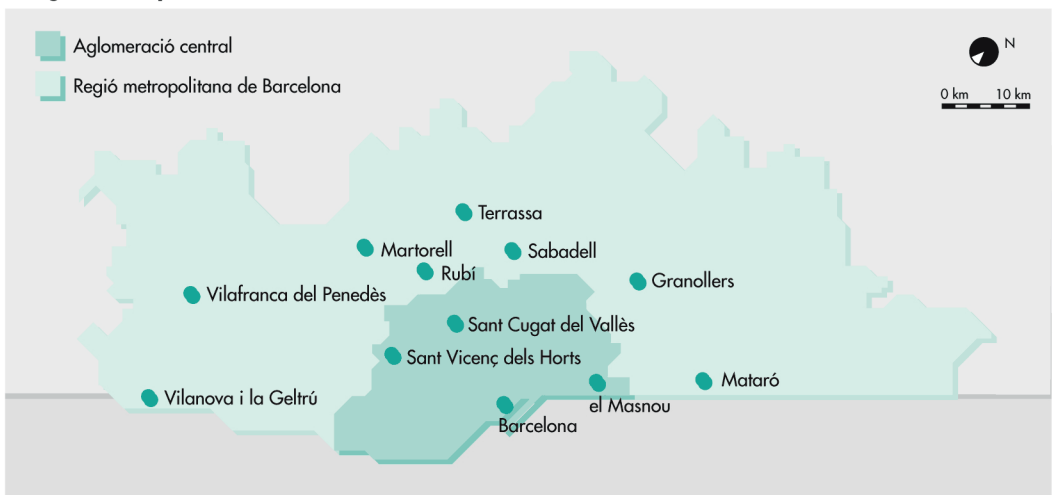 Aglomeració central
Regió metropolitana de Barcelona
N
0 km 10 km
Terrassa
Martorell
Sabadell
Rubí
Granollers
Vilafranca del Penedès
Sant Cugat del Vallès
Sant Vicenç dels Horts
Mataró
Vilanova i la Geltrú
el Masnou
Barcelona